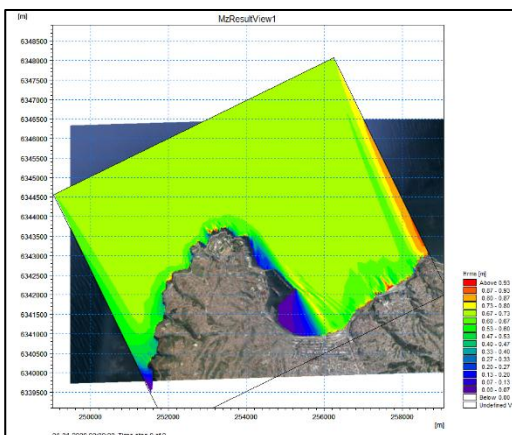 MzResultView1
[m]
6348500
6348000
6347500
6347000
6346500
6346000
6345500
6345000
6344500
6344000
6343500
6343000
6342500
6342000
6341500
6341000
6340500
6340000
6339500
250000
252000
254000
256000
258000
[m]
[m]
Above 0.93
0.87 - 0.93
0.80 - 0.87
0.73 - 0.80
0.67 - 0.73
0.60 - 0.67
0.53 - 0.60
0.47 - 0.53
0.40 - 0.47
0.33 - 0.40
0.27 - 0.33
0.20 - 0.27
0.13 - 0.20
0.07 - 0.13
0.00 - 0.07
Below 0.00
Undefined V